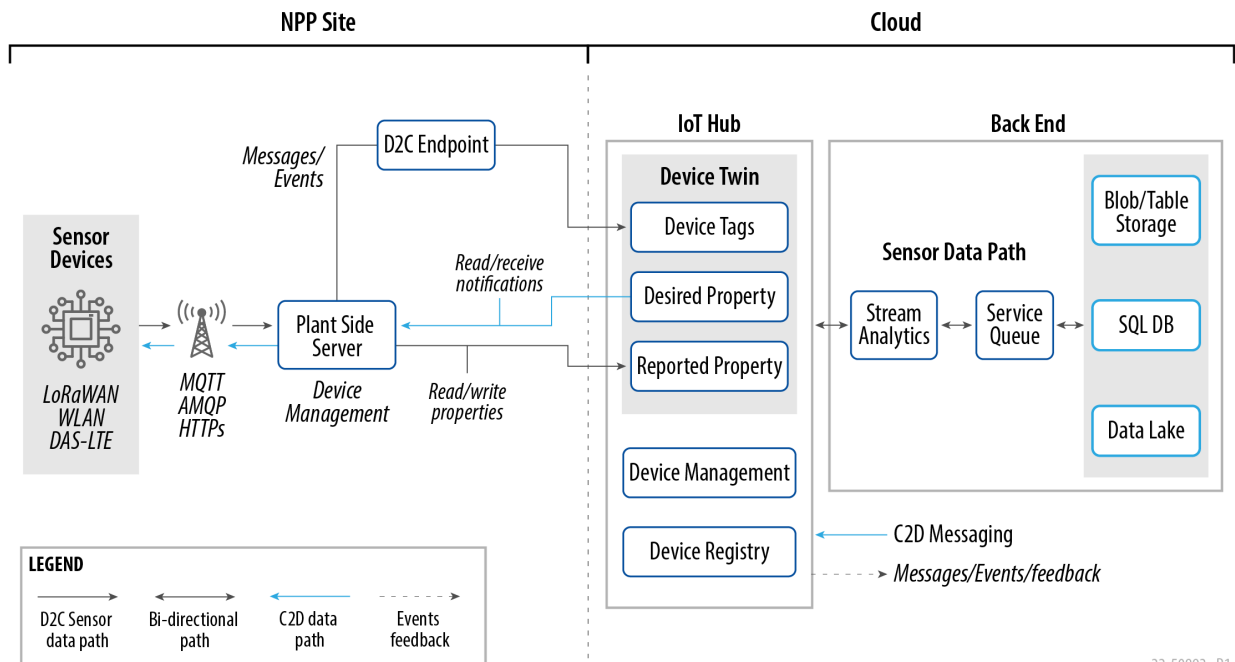 NPP Site
Cloud
IoT Hub
Back End
D2C Endpoint
Messages/
Events
Device Twin
Device Tags
Desired Property
Reported Property
Device Management
Device Registry
Sensor
Devices
LoRaWAN
WLAN
DAS-LTE
MQTT
AMQP
HTTPs
Plant Side
Server
Device
Management
Read/receive
notifications
Read/write
properties
Sensor Data Path
Stream
Analytics
Service
Queue
Blob/Table
Storage
SQL DB
Data Lake
C2D Messaging
Messages/Events/feedback
LEGEND
D2C Sensor
data path
Bi-directional
path
C2D data
path
Events
feedback